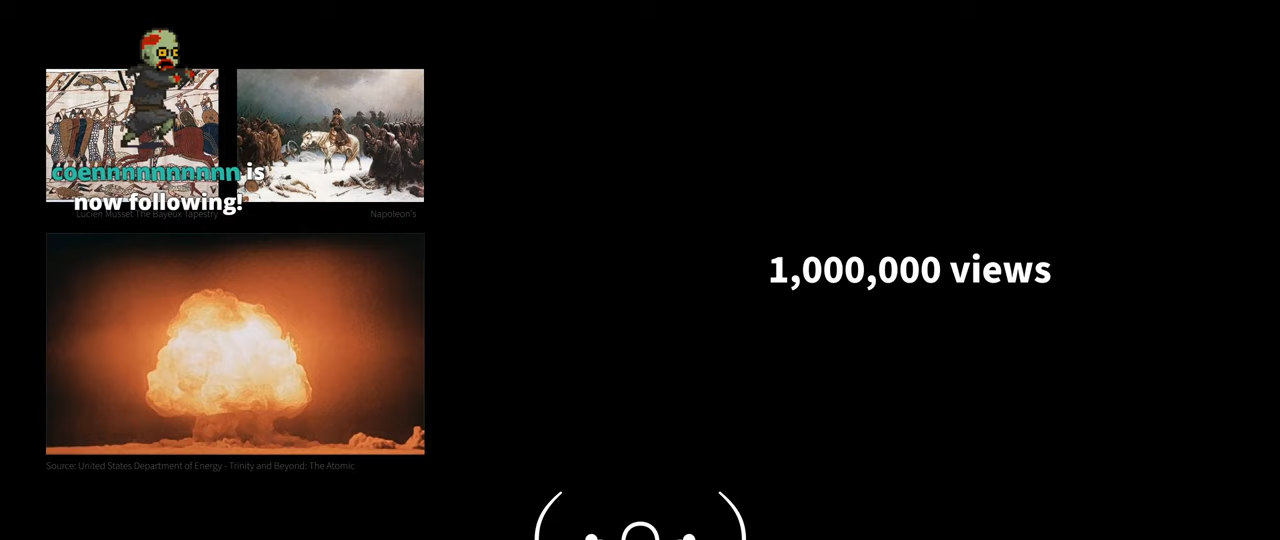 coennnnnnnnnn is
now following!
Lucien Musset The Bayeux Tapestry
Napoleon's
1,000,000 views
Source: United States Department of Energy - Trinity and Beyond: The Atomic